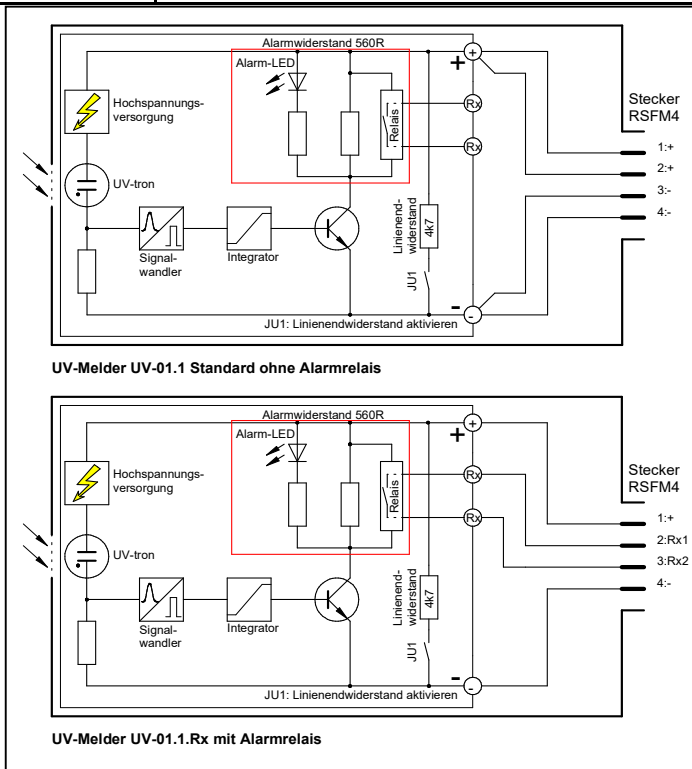 Alarmwiderstand 560R
Alarm-LED
+
+
Hochspannungs-
versorgung
Relais
Rx
Rx
Stecker
RSFM4
1:+
2:+
3:-
4:-
UV-tron
Signal-
wandler
Integrator
Linienend-
widerstand
4k7
JU1
-
-
JU1: Linienendwiderstand aktivieren
UV-Melder UV-01.1 Standard ohne Alarmrelais
Alarmwiderstand 560R
Alarm-LED
+
+
Hochspannungs-
versorgung
Relais
Rx
Rx
Stecker
RSFM4
1:+
2:Rx1
3:Rx2
4:-
UV-tron
Signal-
wandler
Integrator
Linienend-
widerstand
4k7
JU1
-
-
JU1: Linienendwiderstand aktivieren
UV-Melder UV-01.1.Rx mit Alarmrelais